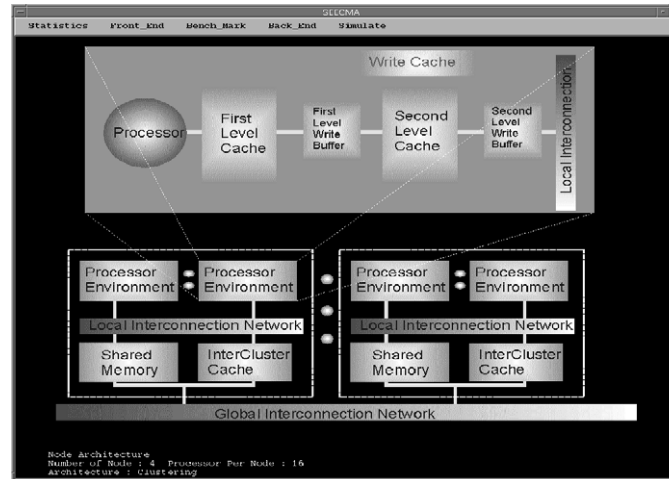 SEECMA
Statistics Front_End Bench_Mark Back_End Simulate
Write Cache
Processor
First
Level
Cache
First
Level
Write
Buffer
Second
Level
Cache
Second
Level
Write
Buffer
Local Interconnection
Processor
Environment
Processor
Environment
Local Interconnection Network
Shared
Memory
InterCluster
Cache
Processor
Environment
Processor
Environment
Local Interconnection Network
Shared
Memory
InterCluster
Cache
Global Interconnection Network
Node Architecture
Number of Node : 4 Processor Per Node : 16
Architecture : Clustering